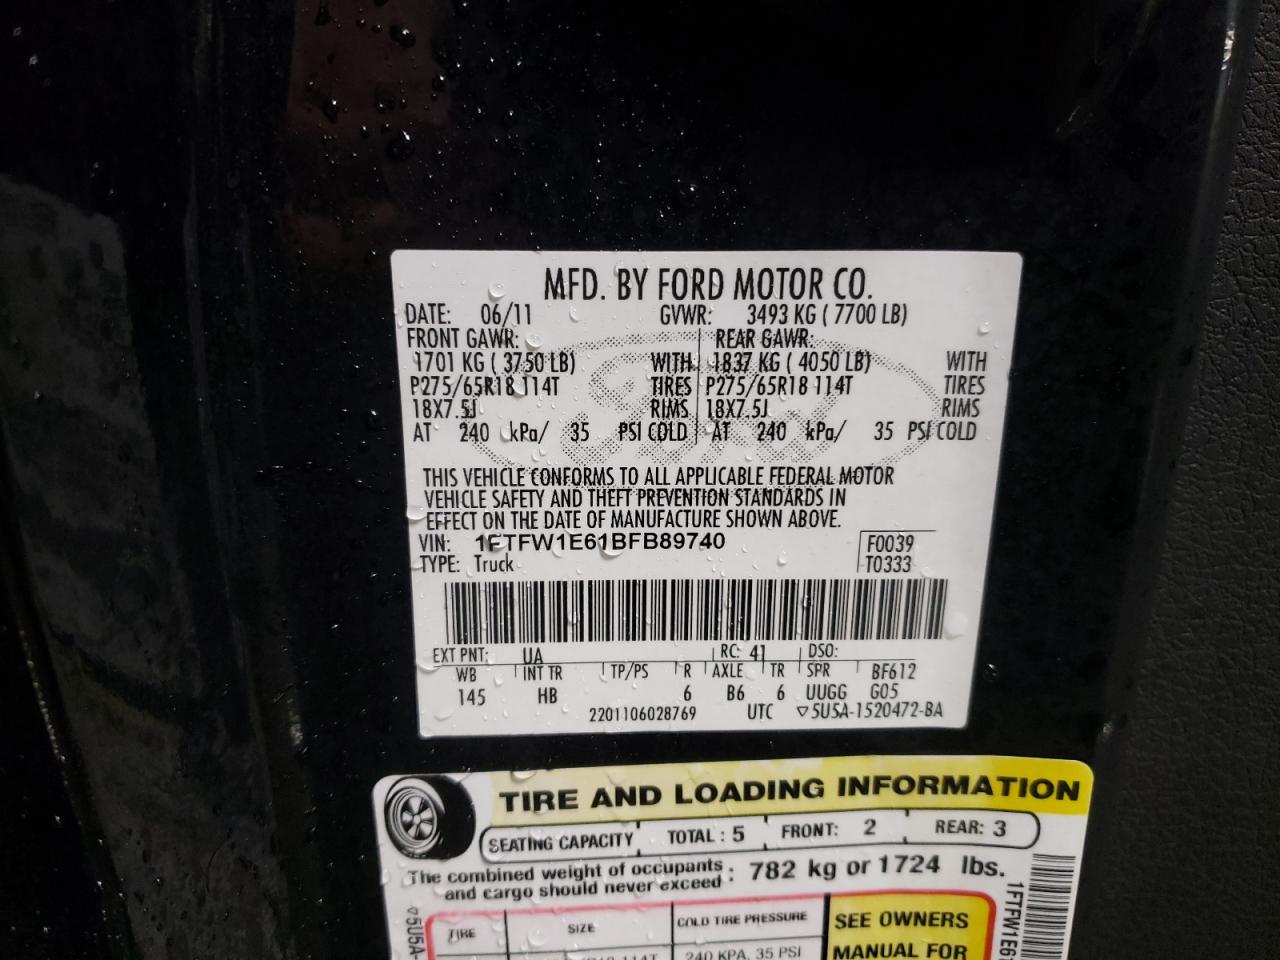 MFD. BY FORD MOTOR CO.
DATE: 06/11 GVWR: 3493 KG ( 7700 LB)
FRONT GAWR: REAR GAWR:
1701 KG ( 3750 LB) WITH 1837 KG ( 4050 LB) WITH
P275/65R18 114T TIRES P275/65R18 114T TIRES
18X7.5J RIMS 18X7.5J RIMS
AT 240 kPa/ 35 PSI COLD AT 240 kPa/ 35 PSI COLD
THIS VEHICLE CONFORMS TO ALL APPLICABLE FEDERAL MOTOR
VEHICLE SAFETY AND THEFT PREVENTION STANDARDS IN
EFFECT ON THE DATE OF MANUFACTURE SHOWN ABOVE.
VIN: 1FTFW1E61BFB89740 F0039
TYPE: Truck T0333
EXT PNT: UA RC: 41 DSO:
WB INT TR TP/PS R AXLE TR SPR BF612
145 HB 6 B6 6 UUGG G05
2201106028769 UTC ▽5U5A-1520472-BA
TIRE AND LOADING INFORMATION
SEATING CAPACITY TOTAL : 5 FRONT: 2 REAR: 3
The combined weight of occupants : 782 kg or 1724 lbs.
and cargo should never exceed
TIRE SIZE COLD TIRE PRESSURE SEE OWNERS
240 KPA, 35 PSI MANUAL FOR
▽5U5A-
1FTFW1E61